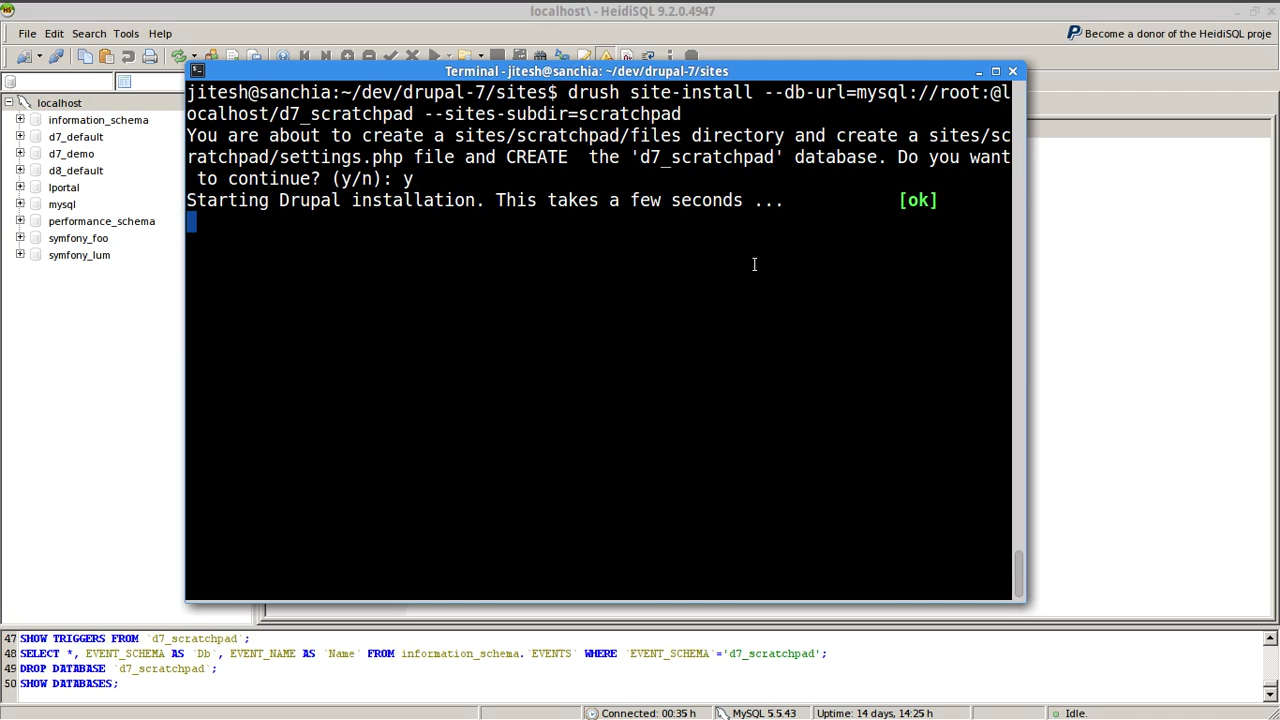 localhost\ - HeidiSQL 9.2.0.4947
File Edit Search Tools Help
Become a donor of the HeidiSQL proje
Terminal - jitesh@sanchia: ~/dev/drupal-7/sites
jitesh@sanchia:~/dev/drupal-7/sites$ drush site-install --db-url=mysql://root:@l
ocalhost/d7_scratchpad --sites-subdir=scratchpad
You are about to create a sites/scratchpad/files directory and create a sites/sc
ratchpad/settings.php file and CREATE  the 'd7_scratchpad' database. Do you want
 to continue? (y/n): y
Starting Drupal installation. This takes a few seconds ... [ok]
localhost
information_schema
d7_default
d7_demo
d8_default
lportal
mysql
performance_schema
symfony_foo
symfony_lum
47 SHOW TRIGGERS FROM `d7_scratchpad`;
48 SELECT *, EVENT_SCHEMA AS `Db`, EVENT_NAME AS `Name` FROM information_schema.`EVENTS` WHERE `EVENT_SCHEMA`='d7_scratchpad';
49 DROP DATABASE `d7_scratchpad`;
50 SHOW DATABASES;
Connected: 00:35 h MySQL 5.5.43 Uptime: 14 days, 14:25 h Idle.